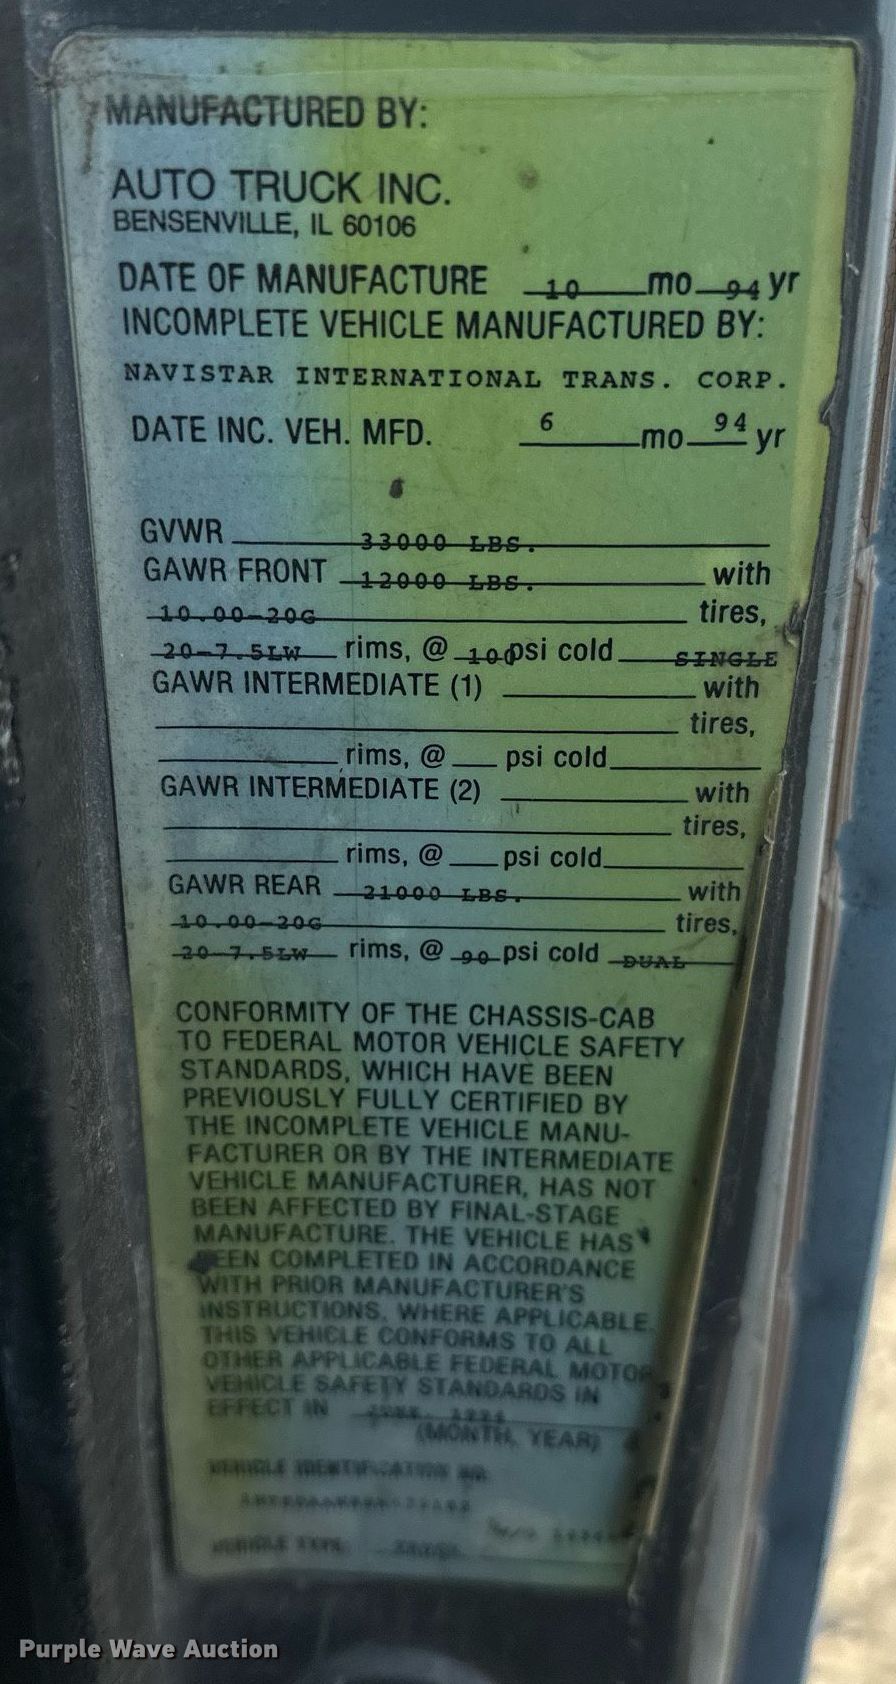 MANUFACTURED BY:
AUTO TRUCK INC.
BENSENVILLE, IL 60106
DATE OF MANUFACTURE 10 mo 94 yr
INCOMPLETE VEHICLE MANUFACTURED BY:
NAVISTAR INTERNATIONAL TRANS. CORP.
DATE INC. VEH. MFD. 6 mo 94 yr
GVWR 33000 LBS.
GAWR FRONT 12000 LBS. with
10.00-20G tires,
20-7.5LW rims, @ 100 psi cold SINGLE
GAWR INTERMEDIATE (1) with
tires,
rims, @ psi cold
GAWR INTERMEDIATE (2) with
tires,
rims, @ psi cold
GAWR REAR 21000 LBS. with
10.00-20G tires,
20-7.5LW rims, @ 90 psi cold DUAL
CONFORMITY OF THE CHASSIS-CAB
TO FEDERAL MOTOR VEHICLE SAFETY
STANDARDS, WHICH HAVE BEEN
PREVIOUSLY FULLY CERTIFIED BY
THE INCOMPLETE VEHICLE MANU-
FACTURER OR BY THE INTERMEDIATE
VEHICLE MANUFACTURER, HAS NOT
BEEN AFFECTED BY FINAL-STAGE
MANUFACTURE. THE VEHICLE HAS
BEEN COMPLETED IN ACCORDANCE
WITH PRIOR MANUFACTURER'S
INSTRUCTIONS, WHERE APPLICABLE.
THIS VEHICLE CONFORMS TO ALL
OTHER APPLICABLE FEDERAL MOTOR
VEHICLE SAFETY STANDARDS IN
EFFECT IN
(MONTH, YEAR)
VEHICLE IDENTIFICATION NO.
VEHICLE TYPE
Purple Wave Auction